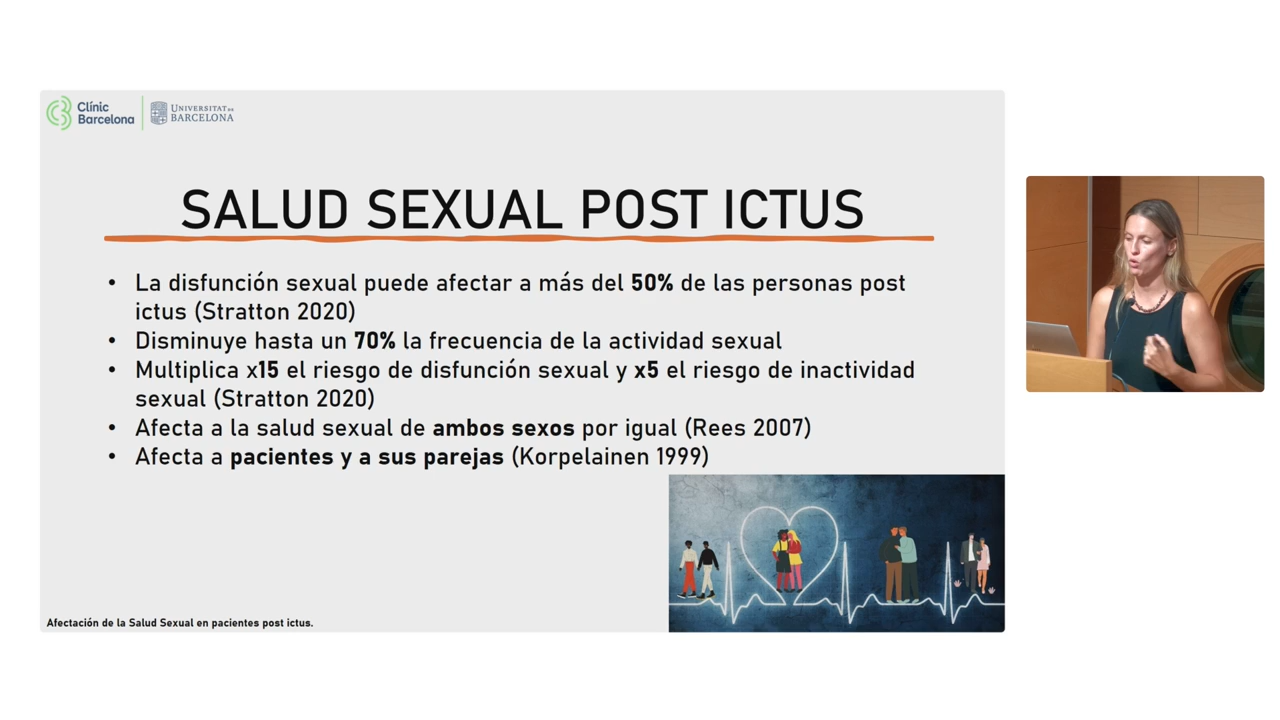 Clínic
Barcelona
UNIVERSITAT DE
BARCELONA
SALUD SEXUAL POST ICTUS
• La disfunción sexual puede afectar a más del 50% de las personas post
ictus (Stratton 2020)
• Disminuye hasta un 70% la frecuencia de la actividad sexual
• Multiplica x15 el riesgo de disfunción sexual y x5 el riesgo de inactividad
sexual (Stratton 2020)
• Afecta a la salud sexual de ambos sexos por igual (Rees 2007)
• Afecta a pacientes y a sus parejas (Korpelainen 1999)
Afectación de la Salud Sexual en pacientes post ictus.